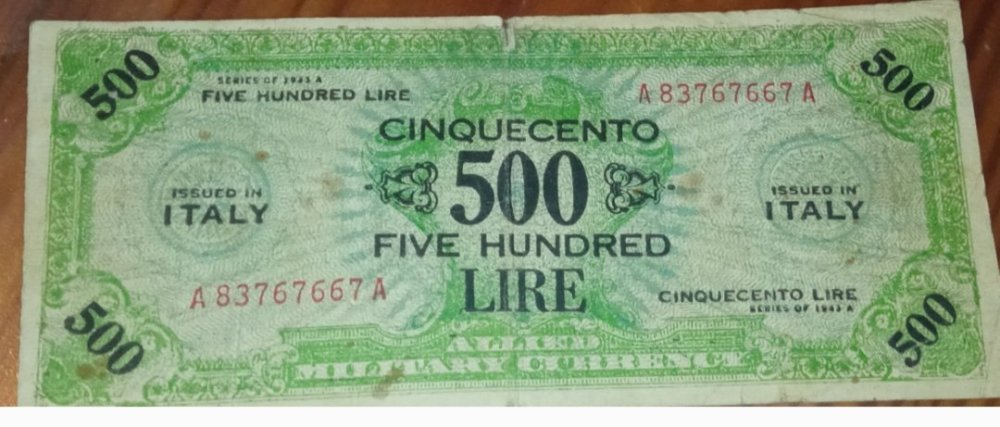 500
500
SERIES OF 1943 A
FIVE HUNDRED LIRE
A 83767667 A
CINQUECENTO
500
FIVE HUNDRED
LIRE
ISSUED IN
ITALY
ISSUED IN
ITALY
A 83767667 A
CINQUECENTO LIRE
SERIES OF 1943 A
500
500
ALLIED
MILITARY CURRENCY